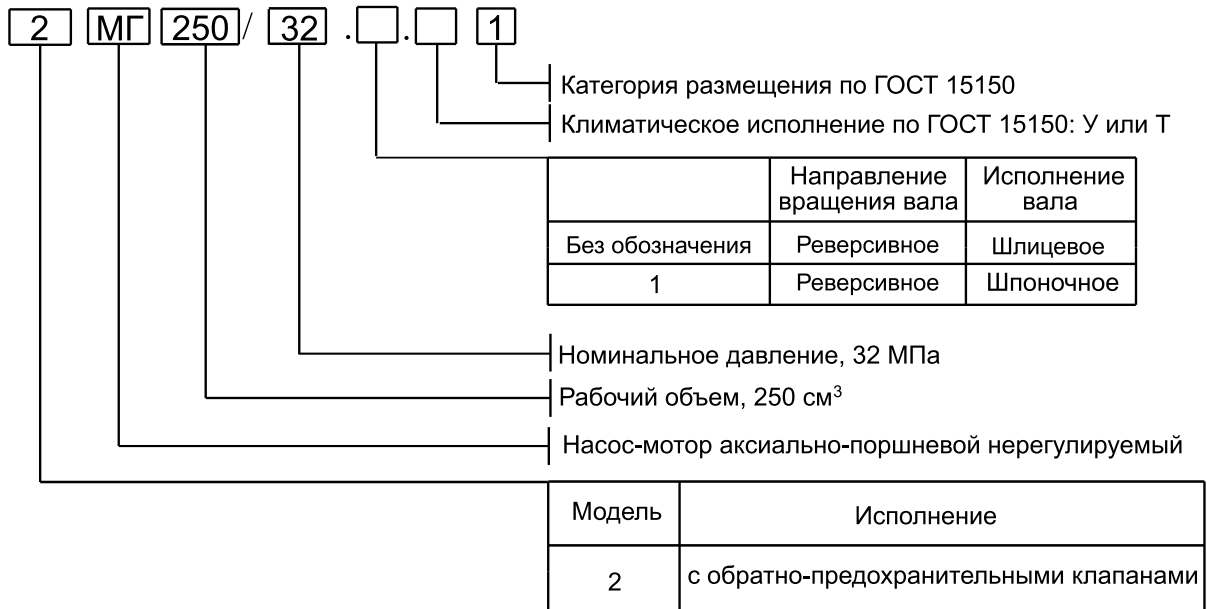 2 МГ 250 / 32 . . 1
Категория размещения по ГОСТ 15150
Климатическое исполнение по ГОСТ 15150: У или Т
Направление вращения вала
Исполнение вала
Без обозначения Реверсивное Шлицевое
1 Реверсивное Шпоночное
Номинальное давление, 32 МПа
Рабочий объем, 250 см³
Насос-мотор аксиально-поршневой нерегулируемый
Модель Исполнение
2 с обратно-предохранительными клапанами